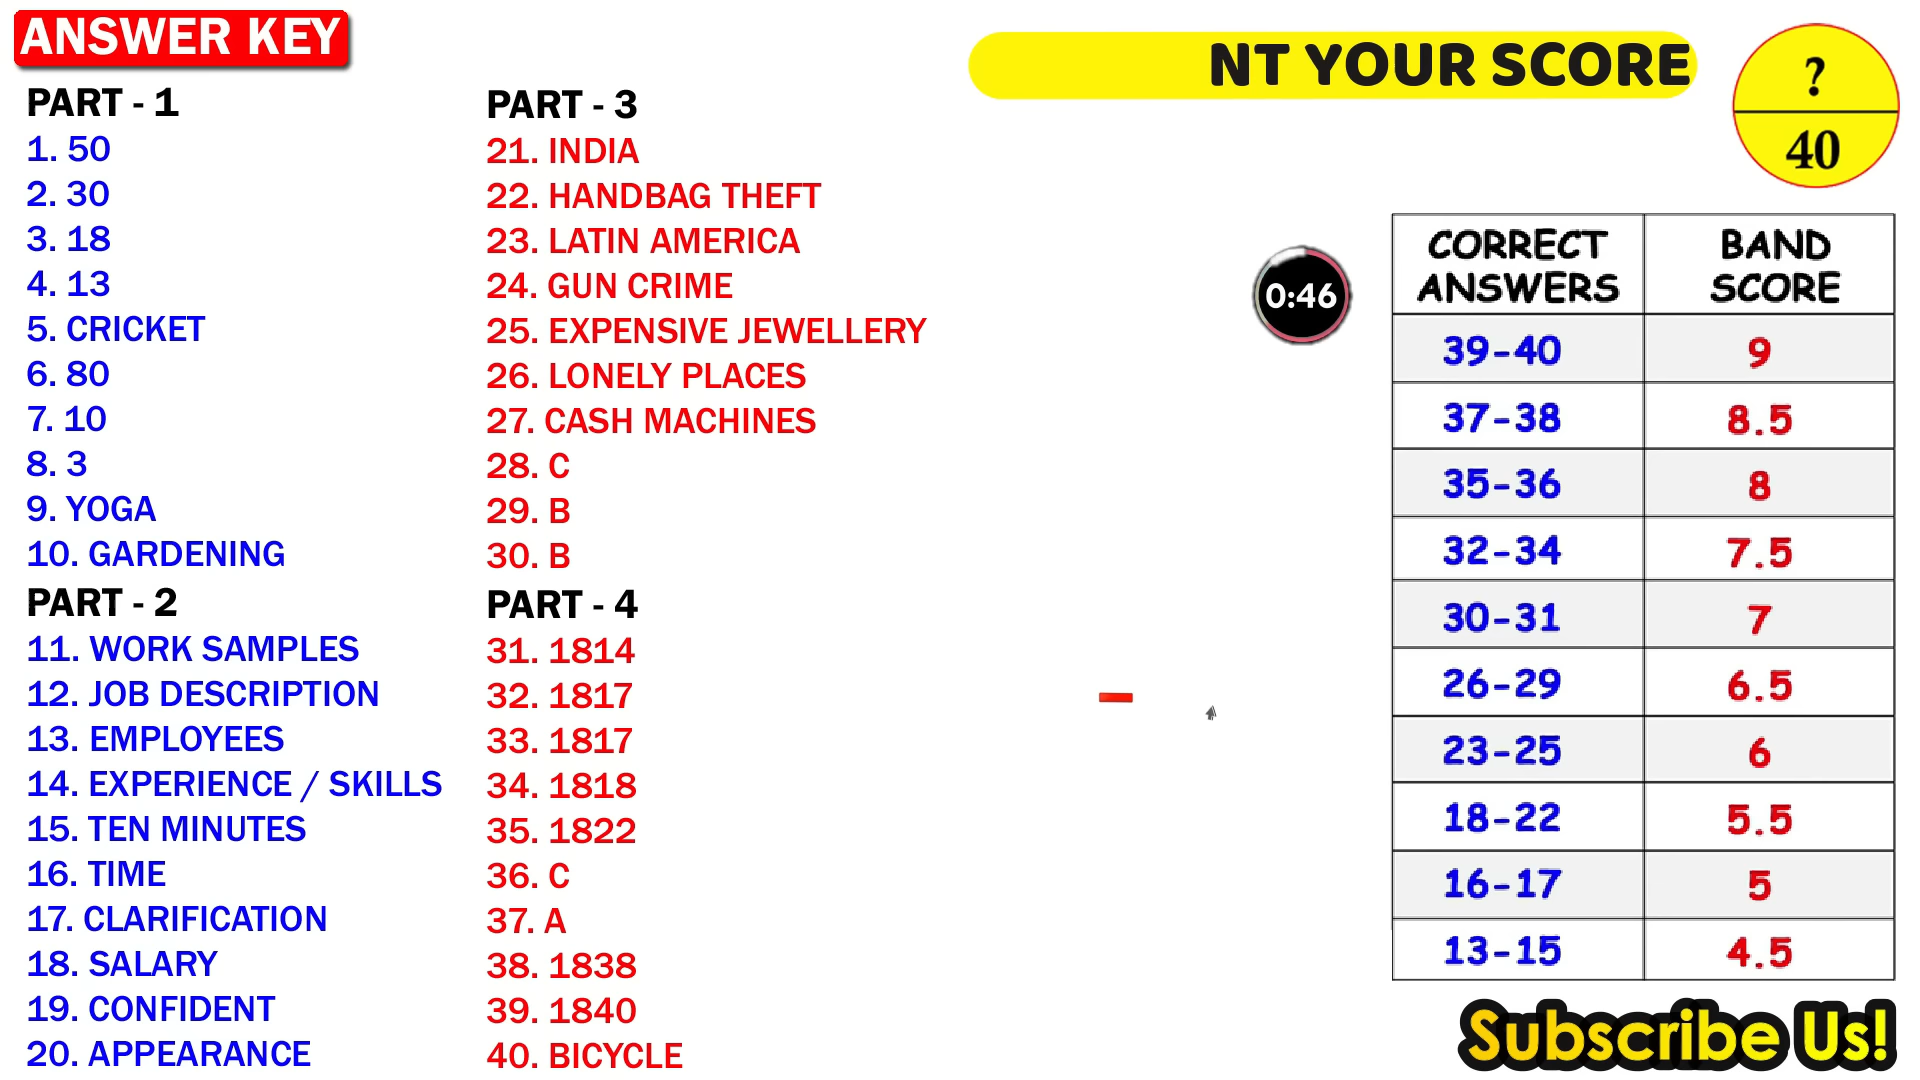 ANSWER KEY
PART - 1
1. 50
2. 30
3. 18
4. 13
5. CRICKET
6. 80
7. 10
8. 3
9. YOGA
10. GARDENING
PART - 2
11. WORK SAMPLES
12. JOB DESCRIPTION
13. EMPLOYEES
14. EXPERIENCE / SKILLS
15. TEN MINUTES
16. TIME
17. CLARIFICATION
18. SALARY
19. CONFIDENT
20. APPEARANCE
PART - 3
21. INDIA
22. HANDBAG THEFT
23. LATIN AMERICA
24. GUN CRIME
25. EXPENSIVE JEWELLERY
26. LONELY PLACES
27. CASH MACHINES
28. C
29. B
30. B
PART - 4
31. 1814
32. 1817
33. 1817
34. 1818
35. 1822
36. C
37. A
38. 1838
39. 1840
40. BICYCLE
NT YOUR SCORE
?
40
0:46
CORRECT ANSWERS BAND SCORE
39-40 9
37-38 8.5
35-36 8
32-34 7.5
30-31 7
26-29 6.5
23-25 6
18-22 5.5
16-17 5
13-15 4.5
Subscribe Us!